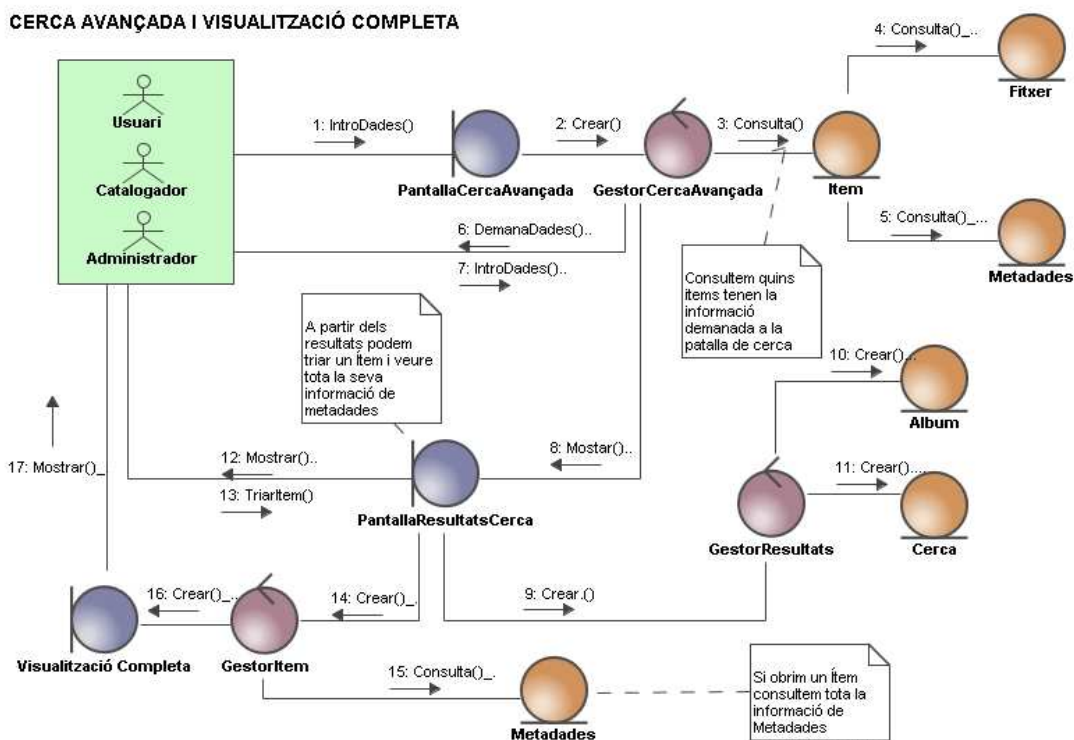 CERCA AVANÇADA I VISUALITZACIÓ COMPLETA
4: Consulta()_..
Fitxer
Usuari
1: IntroDades()
2: Crear()
3: Consulta()
Catalogador
PantallaCercaAvançada
GestorCercaAvançada
Item
Administrador
6: DemanaDades()..
5: Consulta()_...
7: IntroDades()..
Metadades
Consultem quins
items tenen la
informació
demanada a la
patalla de cerca
A partir dels
resultats podem
triar un Ítem i veure
tota la seva
informació de
metadades
10: Crear()...
Album
17: Mostrar()_
12: Mostrar()..
8: Mostar()..
13: TriarItem()
11: Crear().....
PantallaResultatsCerca
GestorResultats
Cerca
16: Crear()_..
14: Crear()_.
9: Crear.()
Visualització Completa
GestorItem
15: Consulta()_.
Metadades
Si obrim un Ítem
consultem tota la
informació de
Metadades